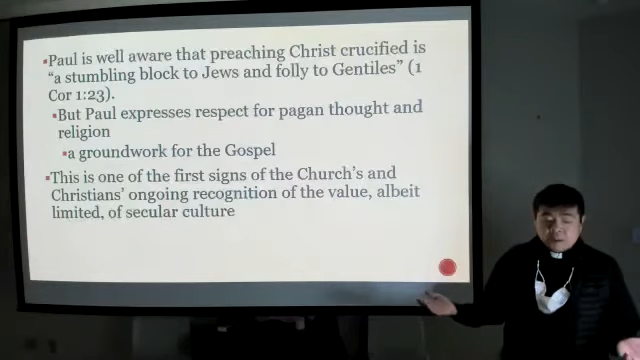 Paul is well aware that preaching Christ crucified is
“a stumbling block to Jews and folly to Gentiles” (1
Cor 1:23).
But Paul expresses respect for pagan thought and
religion
a groundwork for the Gospel
This is one of the first signs of the Church’s and
Christians’ ongoing recognition of the value, albeit
limited, of secular culture